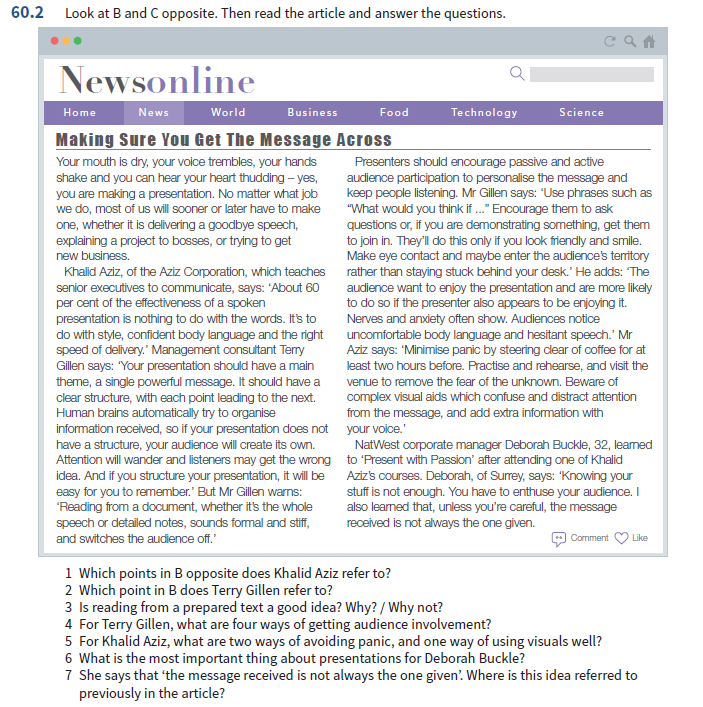 60.2 Look at B and C opposite. Then read the article and answer the questions.
Newsonline
Home News World Business Food Technology Science
Making Sure You Get The Message Across
Your mouth is dry, your voice trembles, your hands
shake and you can hear your heart thudding – yes,
you are making a presentation. No matter what job
we do, most of us will sooner or later have to make
one, whether it is delivering a goodbye speech,
explaining a project to bosses, or trying to get
new business.
Khalid Aziz, of the Aziz Corporation, which teaches
senior executives to communicate, says: ‘About 60
per cent of the effectiveness of a spoken
presentation is nothing to do with the words. It’s to
do with style, confident body language and the right
speed of delivery.’ Management consultant Terry
Gillen says: ‘Your presentation should have a main
theme, a single powerful message. It should have a
clear structure, with each point leading to the next.
Human brains automatically try to organise
information received, so if your presentation does not
have a structure, your audience will create its own.
Attention will wander and listeners may get the wrong
idea. And if you structure your presentation, it will be
easy for you to remember.’ But Mr Gillen warns:
‘Reading from a document, whether it’s the whole
speech or detailed notes, sounds formal and stiff,
and switches the audience off.’
Presenters should encourage passive and active
audience participation to personalise the message and
keep people listening. Mr Gillen says: ‘Use phrases such as
“What would you think if ...” Encourage them to ask
questions or, if you are demonstrating something, get them
to join in. They’ll do this only if you look friendly and smile.
Make eye contact and maybe enter the audience’s territory
rather than staying stuck behind your desk.’ He adds: ‘The
audience want to enjoy the presentation and are more likely
to do so if the presenter also appears to be enjoying it.
Nerves and anxiety often show. Audiences notice
uncomfortable body language and hesitant speech.’ Mr
Aziz says: ‘Minimise panic by steering clear of coffee for at
least two hours before. Practise and rehearse, and visit the
venue to remove the fear of the unknown. Beware of
complex visual aids which confuse and distract attention
from the message, and add extra information with
your voice.’
NatWest corporate manager Deborah Buckle, 32, learned
to ‘Present with Passion’ after attending one of Khalid
Aziz’s courses. Deborah, of Surrey, says: ‘Knowing your
stuff is not enough. You have to enthuse your audience. I
also learned that, unless you’re careful, the message
received is not always the one given.
Comment Like
1 Which points in B opposite does Khalid Aziz refer to?
2 Which point in B does Terry Gillen refer to?
3 Is reading from a prepared text a good idea? Why? / Why not?
4 For Terry Gillen, what are four ways of getting audience involvement?
5 For Khalid Aziz, what are two ways of avoiding panic, and one way of using visuals well?
6 What is the most important thing about presentations for Deborah Buckle?
7 She says that ‘the message received is not always the one given’. Where is this idea referred to
previously in the article?